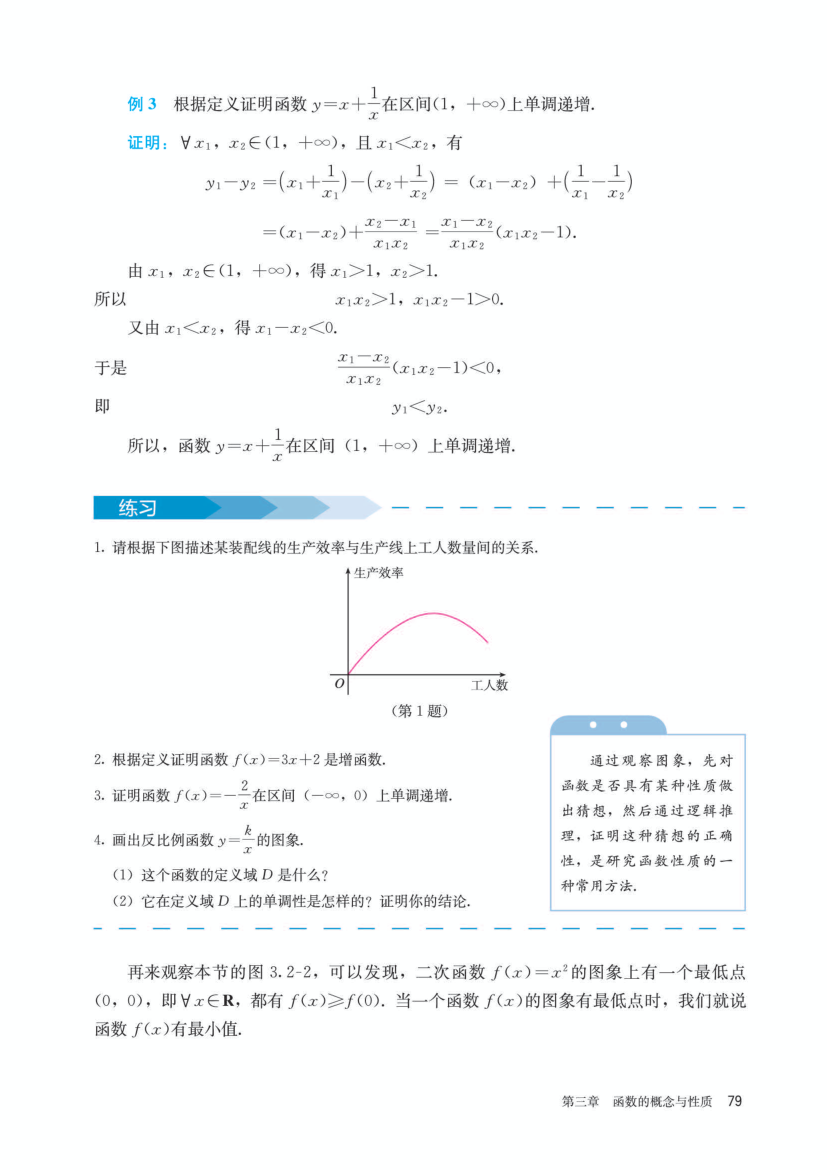 例 3 根据定义证明函数 y=x+1/x在区间(1，+∞)上单调递增.
证明：∀x₁，x₂∈(1，+∞)，且 x₁<x₂，有
y₁−y₂=(x₁+1/x₁)−(x₂+1/x₂)=（x₁−x₂）+(1/x₁−1/x₂)
=(x₁−x₂)+(x₂−x₁)/(x₁x₂)=(x₁−x₂)/(x₁x₂)(x₁x₂−1).
由 x₁，x₂∈(1，+∞)，得 x₁>1，x₂>1.
所以 x₁x₂>1，x₁x₂−1>0.
又由 x₁<x₂，得 x₁−x₂<0.
于是 (x₁−x₂)/(x₁x₂)(x₁x₂−1)<0，
即 y₁<y₂.
所以，函数 y=x+1/x在区间（1，+∞）上单调递增.
练习
1. 请根据下图描述某装配线的生产效率与生产线上工人数量间的关系.
生产效率
O 工人数
（第 1 题）
2. 根据定义证明函数 f(x)=3x+2 是增函数.
3. 证明函数 f(x)=−2/x在区间（−∞，0）上单调递增.
4. 画出反比例函数 y=k/x的图象.
（1）这个函数的定义域 D 是什么？
（2）它在定义域 D 上的单调性是怎样的？证明你的结论.
通过观察图象，先对
函数是否具有某种性质做
出猜想，然后通过逻辑推
理，证明这种猜想的正确
性，是研究函数性质的一
种常用方法.
再来观察本节的图 3.2-2，可以发现，二次函数 f(x)=x²的图象上有一个最低点
(0，0)，即∀x∈R，都有 f(x)≥f(0). 当一个函数 f(x)的图象有最低点时，我们就说
函数 f(x)有最小值.
第三章 函数的概念与性质 79